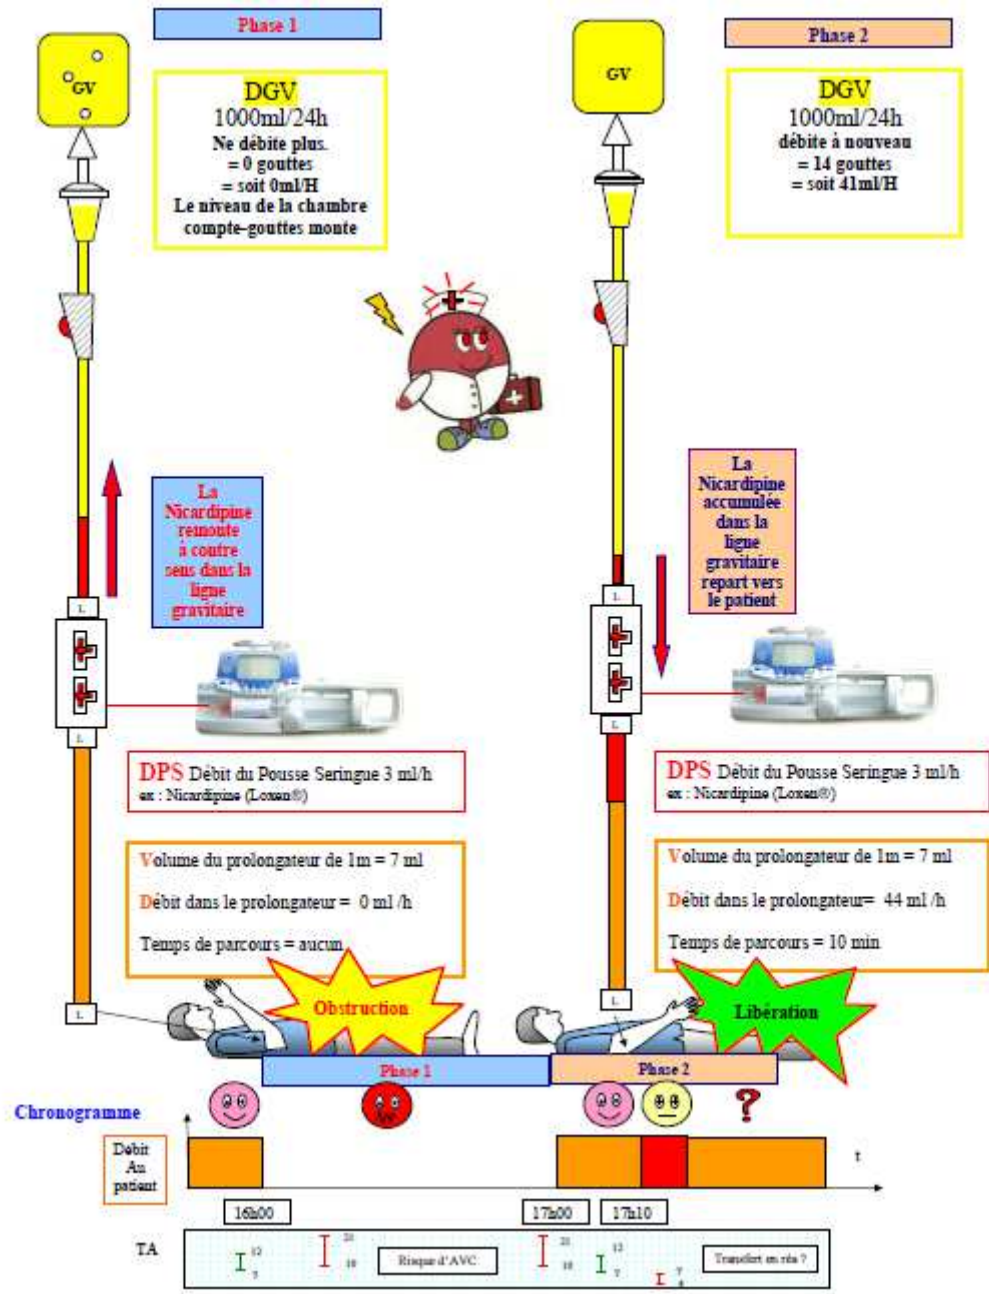 Phase 1
GV
DGV
1000ml/24h
Ne débite plus.
= 0 gouttes
= soit 0ml/H
Le niveau de la chambre
compte-gouttes monte
Phase 2
GV
DGV
1000ml/24h
débite à nouveau
= 14 gouttes
= soit 41ml/H
La
Nicardipine
remonte
à contre
sens dans la
ligne
gravitaire
La
Nicardipine
accumulée
dans la
ligne
gravitaire
repart vers
le patient
L
L
L
L
DPS Débit du Pousse Seringue 3 ml/h
ex : Nicardipine (Loxen®)
DPS Débit du Pousse Seringue 3 ml/h
ex : Nicardipine (Loxen®)
Volume du prolongateur de 1m = 7 ml
Débit dans le prolongateur = 0 ml /h
Temps de parcours = aucun
Volume du prolongateur de 1m = 7 ml
Débit dans le prolongateur= 44 ml /h
Temps de parcours = 10 min
L
L
Obstruction
Libération
Phase 1
Phase 2
Chronogramme
?
Débit
Au
patient
t
16h00
17h00
17h10
TA
12
21
10
Risque d'AVC
21
10
12
7
7
Transfert en réa ?